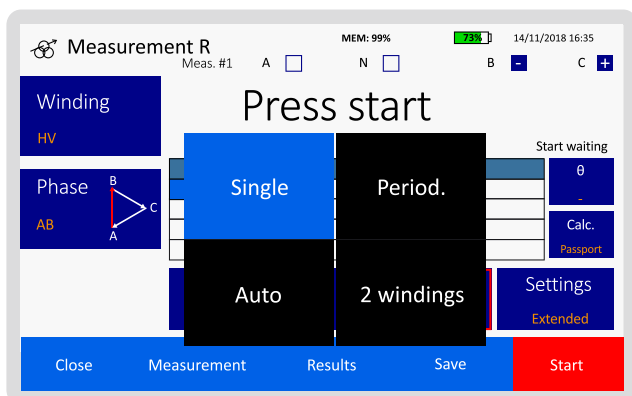 Measurement R
MEM: 99%
73%
14/11/2018 16:35
Meas. #1 A N B - C +
Winding
HV
Press start
Start waiting
Phase B C A
AB
θ
-
Calc.
Passport
Single
Period.
Auto
2 windings
Settings
Extended
Close Measurement Results Save Start